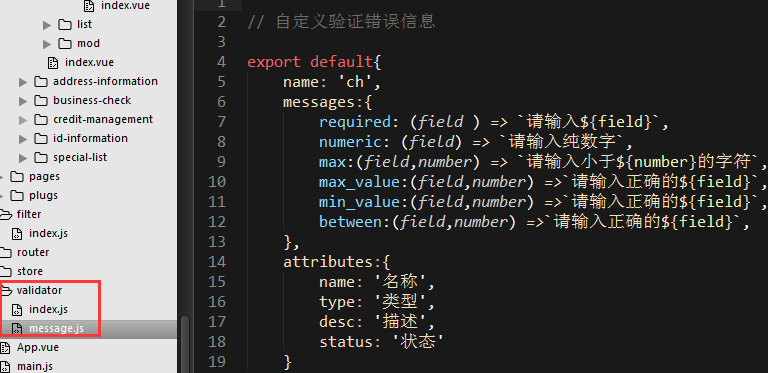 index.vue
list
mod
index.vue
address-information
business-check
credit-management
id-information
special-list
pages
plugs
filter
index.js
router
store
validator
index.js
message.js
App.vue
main.js
1
2 // 自定义验证错误信息
3
4 export default{
5 name: 'ch',
6 messages:{
7 required: (field ) => `请输入${field}`,
8 numeric: (field) => `请输入纯数字`,
9 max:(field,number) => `请输入小于${number}的字符`,
10 max_value:(field,number) =>`请输入正确的${field}`,
11 min_value:(field,number) =>`请输入正确的${field}`,
12 between:(field,number) =>`请输入正确的${field}`,
13 },
14 attributes:{
15 name: '名称',
16 type: '类型',
17 desc: '描述',
18 status: '状态'
19 }